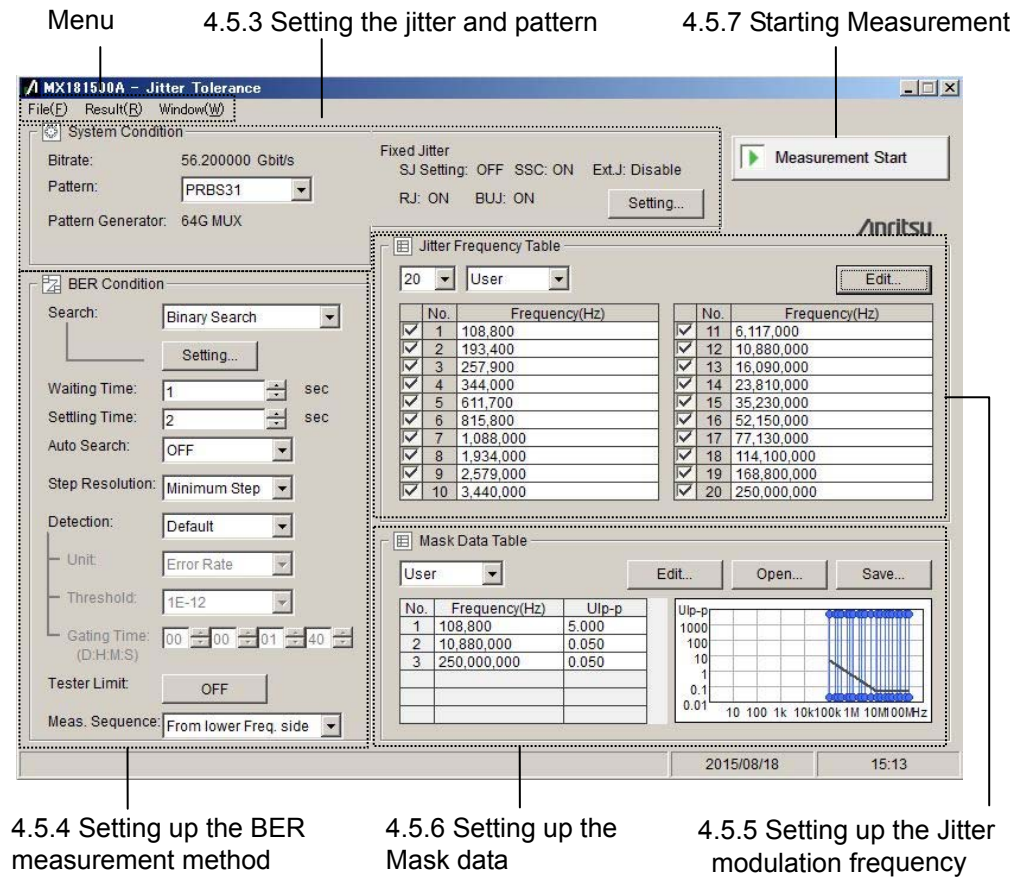 Menu
4.5.3 Setting the jitter and pattern
4.5.7 Starting Measurement
MX181500A - Jitter Tolerance
File(F) Result(R) Window(W)
System Condition
Bitrate: 56.200000 Gbit/s
Pattern: PRBS31
Pattern Generator: 64G MUX
Fixed Jitter
SJ Setting: OFF SSC: ON Ext.J: Disable
RJ: ON BUJ: ON Setting...
Measurement Start
Anritsu
BER Condition
Search: Binary Search
Setting...
Waiting Time: 1 sec
Settling Time: 2 sec
Auto Search: OFF
Step Resolution: Minimum Step
Detection: Default
Unit: Error Rate
Threshold: 1E-12
Gating Time: 00 00 01 40
(D:H:M:S)
Tester Limit: OFF
Meas. Sequence: From lower Freq. side
Jitter Frequency Table
20 User Edit...
No. Frequency(Hz)
1 108,800
2 193,400
3 257,900
4 344,000
5 611,700
6 815,800
7 1,088,000
8 1,934,000
9 2,579,000
10 3,440,000
No. Frequency(Hz)
11 6,117,000
12 10,880,000
13 16,090,000
14 23,810,000
15 35,230,000
16 52,150,000
17 77,130,000
18 114,100,000
19 168,800,000
20 250,000,000
Mask Data Table
User Edit... Open... Save...
No. Frequency(Hz) UIp-p
1 108,800 5.000
2 10,880,000 0.050
3 250,000,000 0.050
UIp-p
1000
100
10
1
0.1
0.01
10 100 1k 10k100k 1M 10M100MHz
2015/08/18 15:13
4.5.4 Setting up the BER
measurement method
4.5.6 Setting up the
Mask data
4.5.5 Setting up the Jitter
modulation frequency